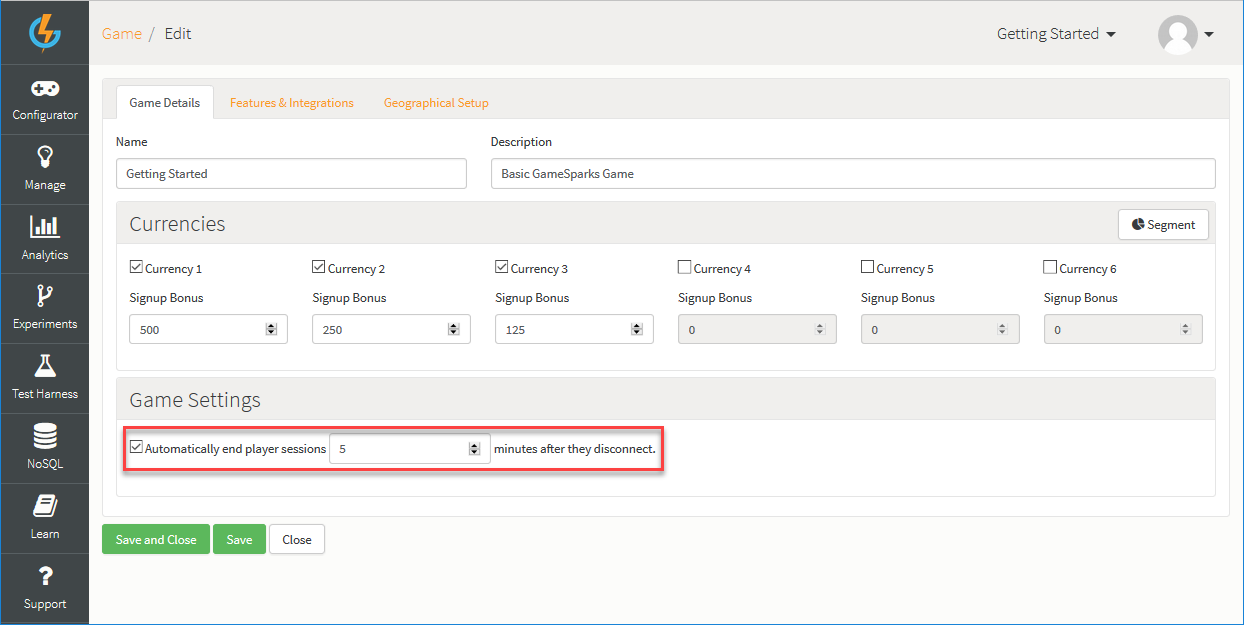 Game / Edit
Getting Started
Configurator
Manage
Analytics
Experiments
Test Harness
NoSQL
Learn
Support
Game Details Features & Integrations Geographical Setup
Name Description
Getting Started Basic GameSparks Game
Currencies Segment
Currency 1 Currency 2 Currency 3 Currency 4 Currency 5 Currency 6
Signup Bonus Signup Bonus Signup Bonus Signup Bonus Signup Bonus Signup Bonus
500 250 125 0 0 0
Game Settings
Automatically end player sessions 5 minutes after they disconnect.
Save and Close Save Close